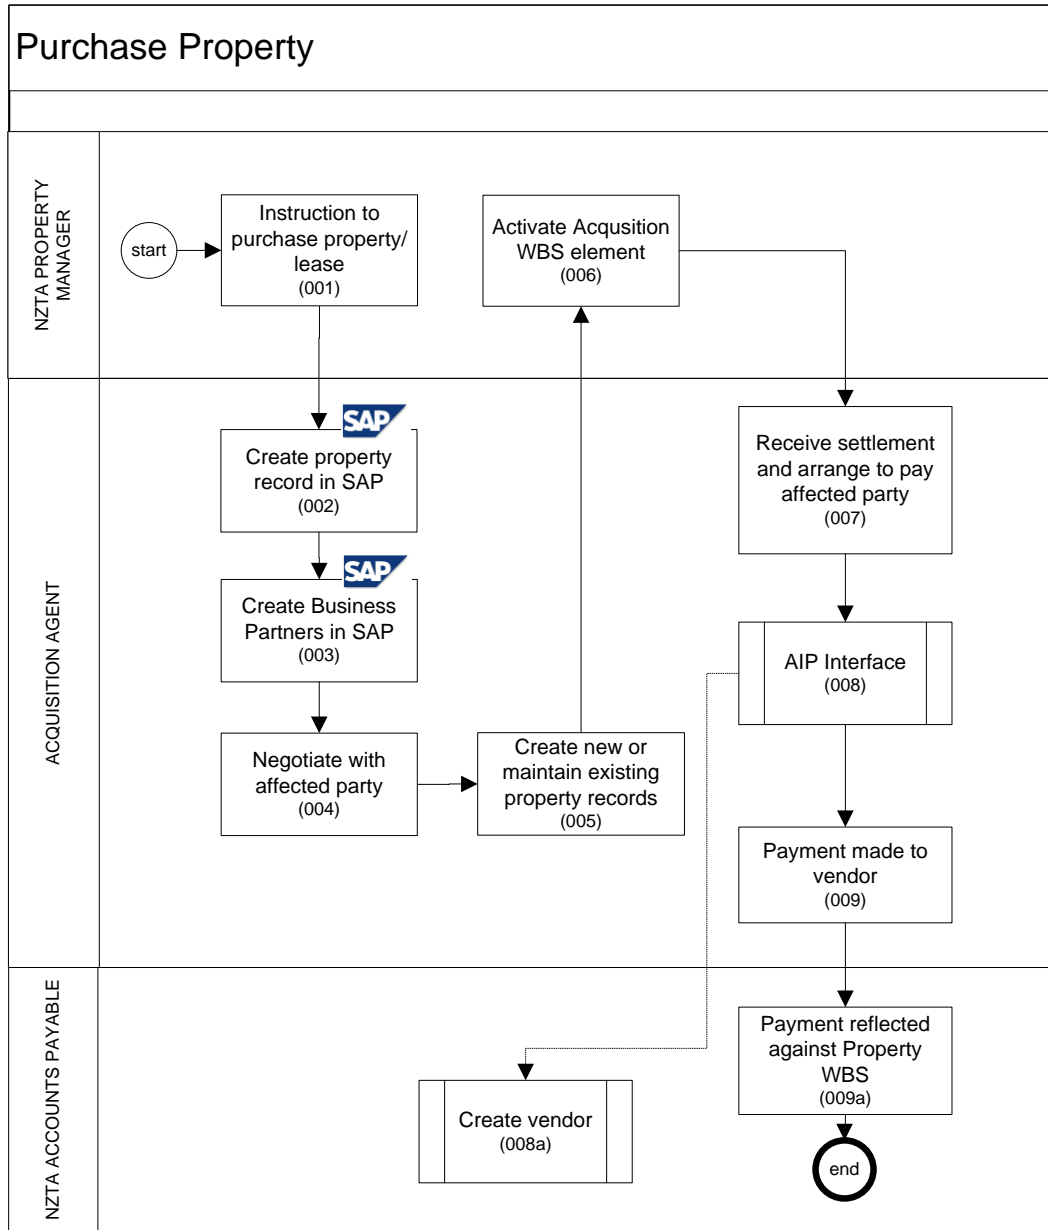 Purchase Property
NZTA PROPERTY
MANAGER
start
Instruction to
purchase property/
lease
(001)
Activate Acqusition
WBS element
(006)
ACQUISITION AGENT
SAP
Create property
record in SAP
(002)
SAP
Create Business
Partners in SAP
(003)
Negotiate with
affected party
(004)
Create new or
maintain existing
property records
(005)
Receive settlement
and arrange to pay
affected party
(007)
AIP Interface
(008)
Payment made to
vendor
(009)
NZTA ACCOUNTS PAYABLE
Create vendor
(008a)
Payment reflected
against Property
WBS
(009a)
end